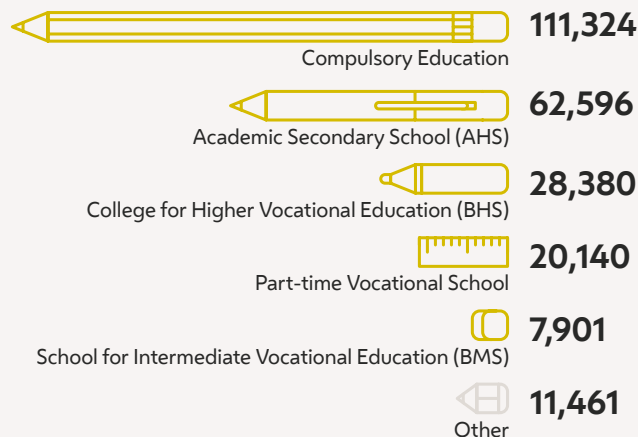 111,324
Compulsory Education
62,596
Academic Secondary School (AHS)
28,380
College for Higher Vocational Education (BHS)
20,140
Part-time Vocational School
7,901
School for Intermediate Vocational Education (BMS)
11,461
Other